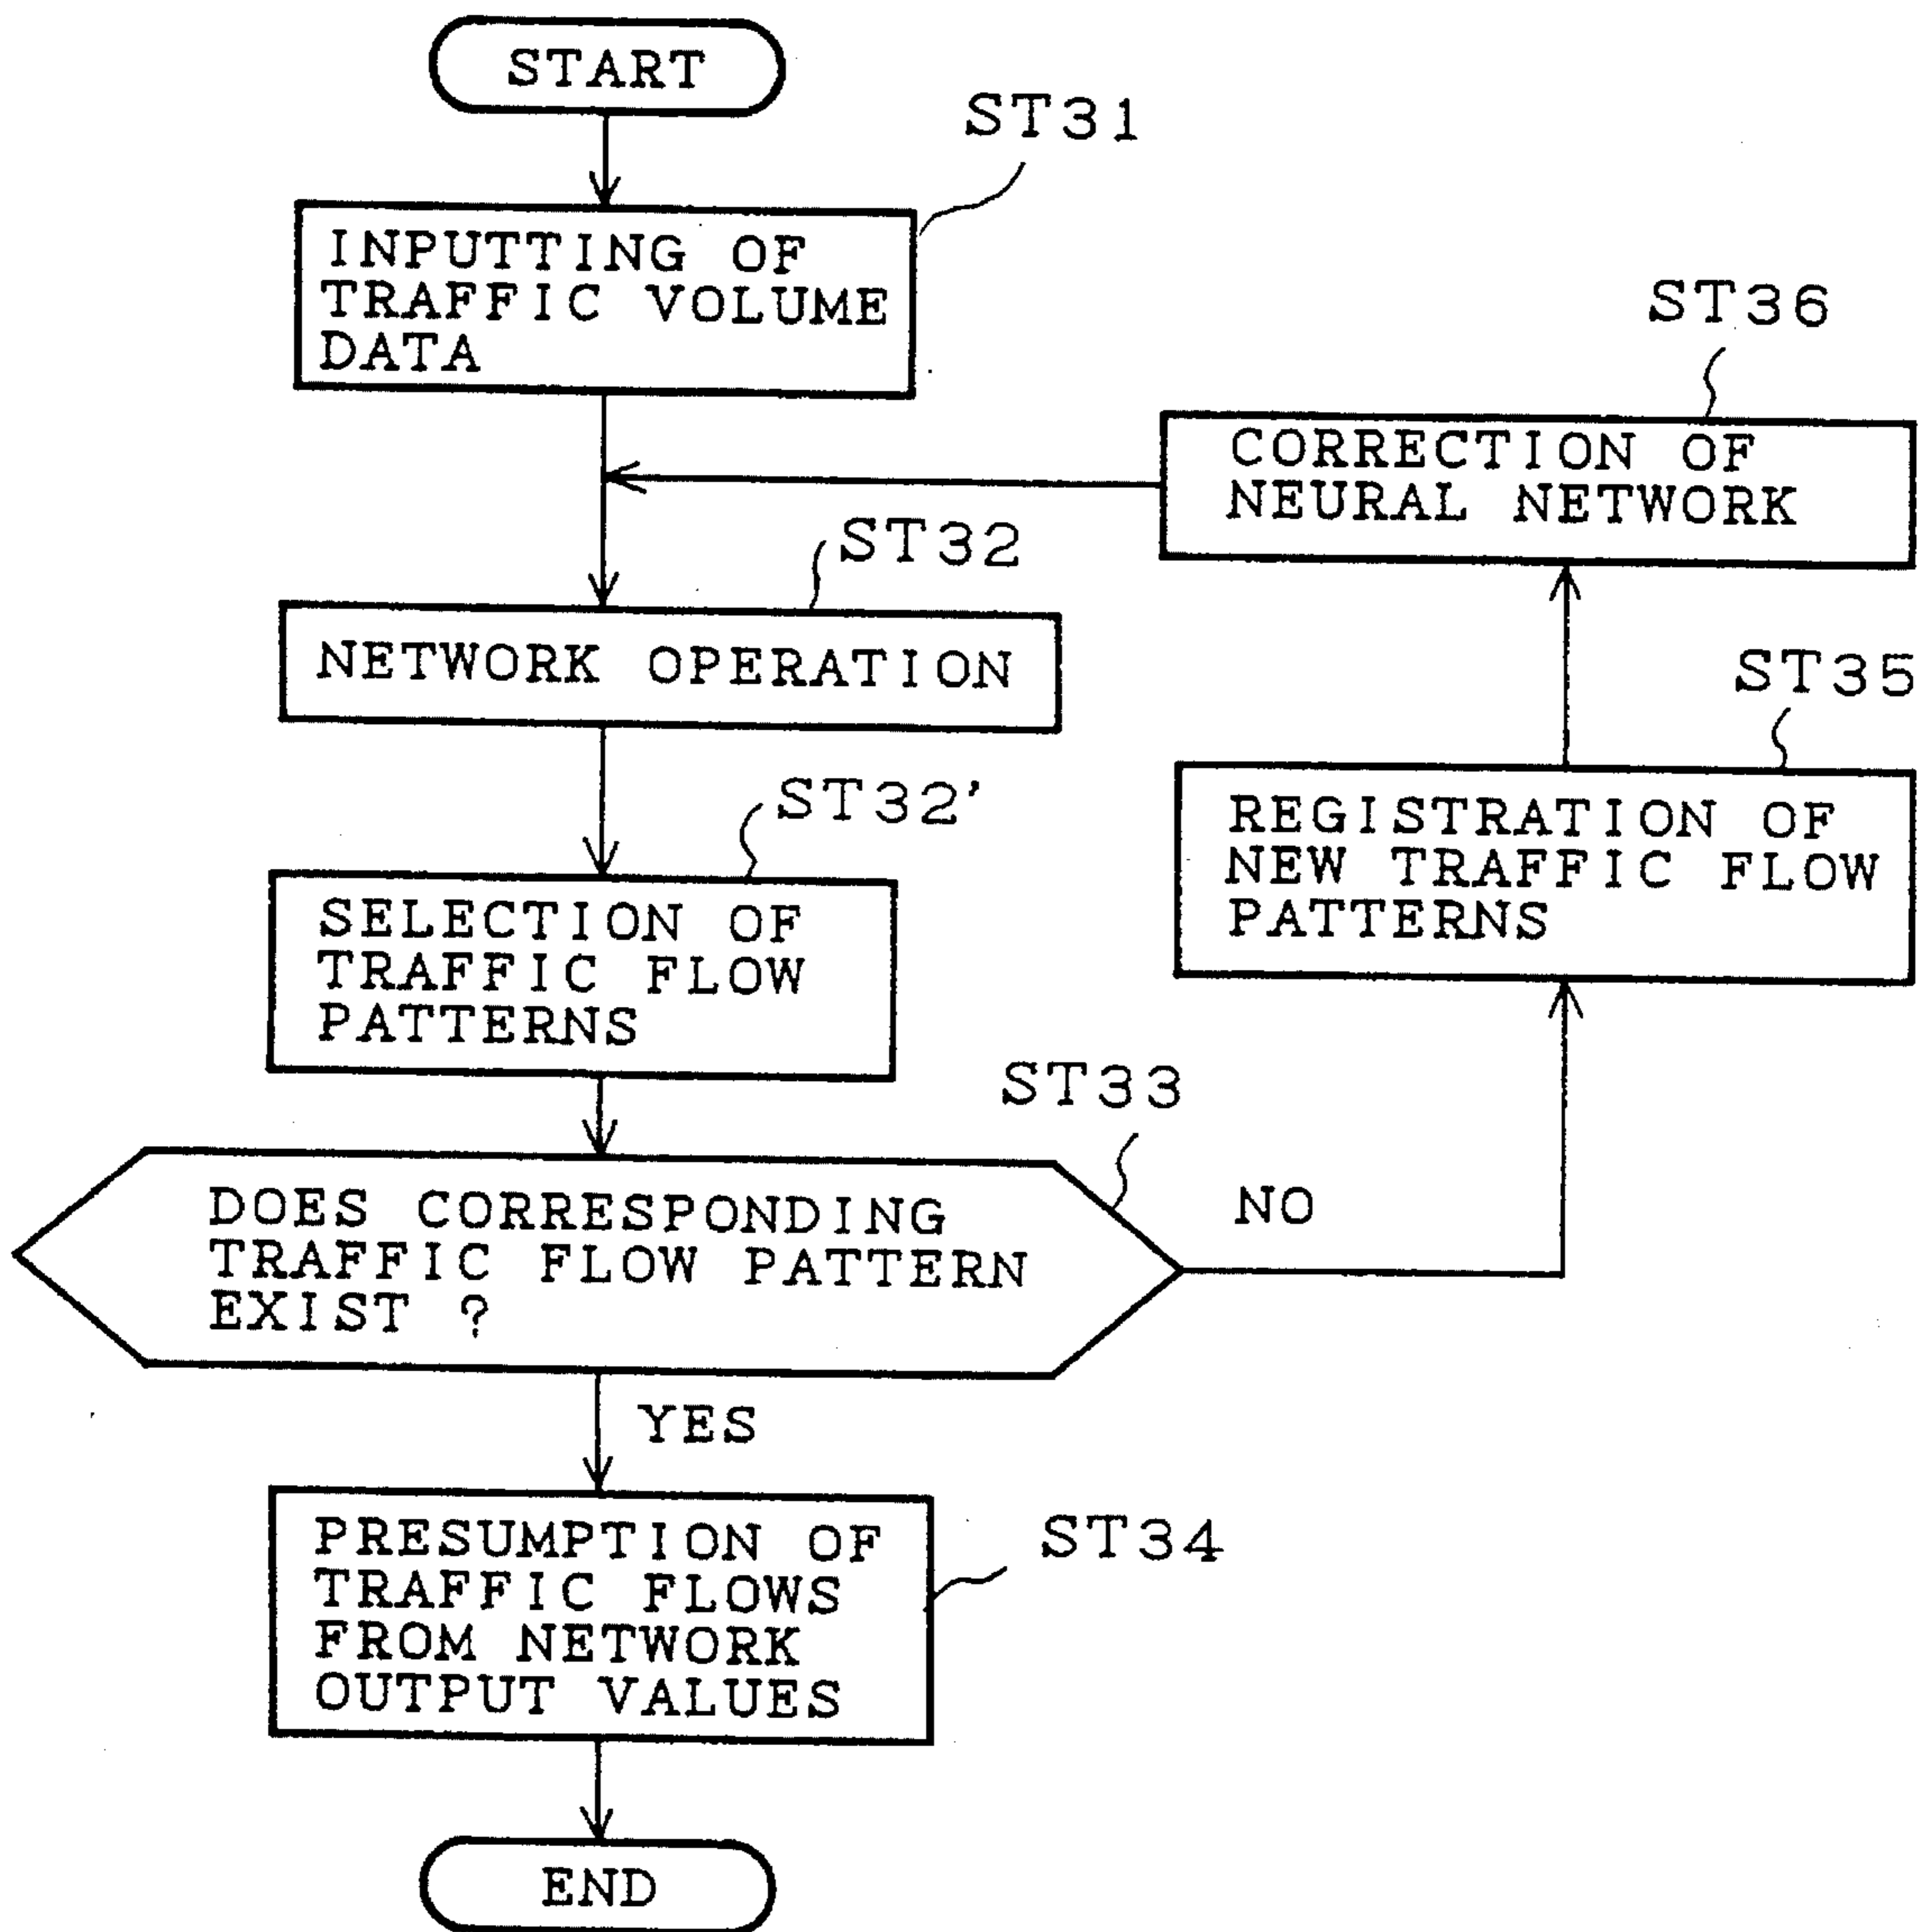 START
ST31
INPUTTING OF
TRAFFIC VOLUME
DATA
ST36
CORRECTION OF
NEURAL NETWORK
ST32
NETWORK OPERATION
ST35
REGISTRATION OF
NEW TRAFFIC FLOW
PATTERNS
ST32'
SELECTION OF
TRAFFIC FLOW
PATTERNS
ST33
DOES CORRESPONDING
TRAFFIC FLOW PATTERN
EXIST ?
NO
YES
PRESUMPTION OF
TRAFFIC FLOWS
FROM NETWORK
OUTPUT VALUES
ST34
END